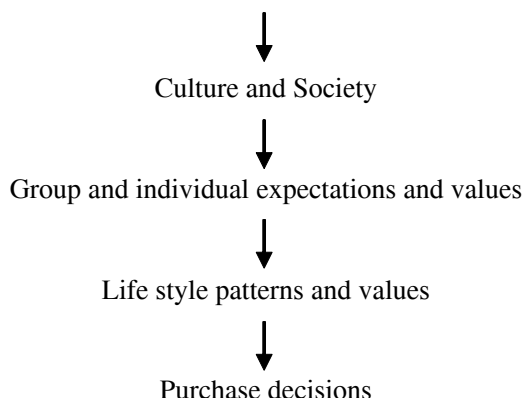 Culture and Society
Group and individual expectations and values
Life style patterns and values
Purchase decisions